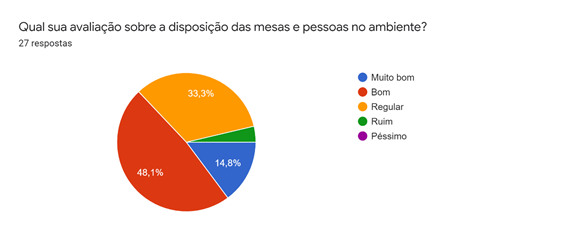 Qual sua avaliação sobre a disposição das mesas e pessoas no ambiente?
27 respostas
33,3%
14,8%
48,1%
Muito bom
Bom
Regular
Ruim
Péssimo